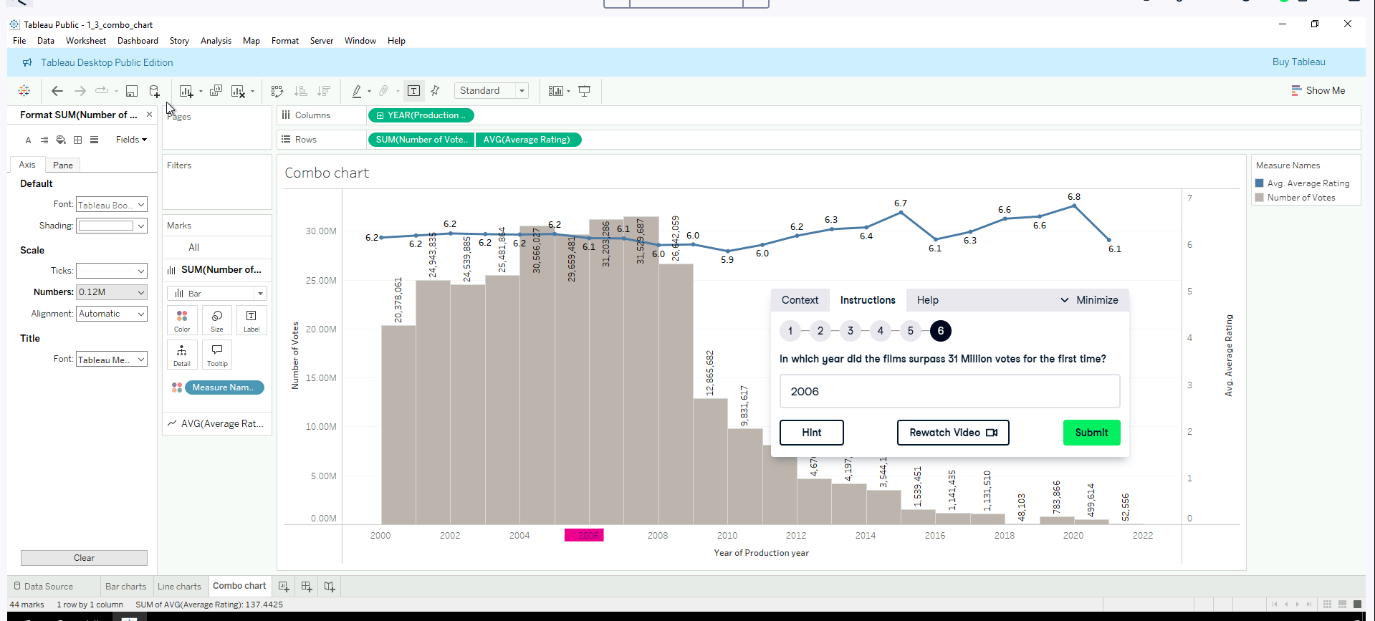 Tableau Public - 1_3_combo_chart
File Data Worksheet Dashboard Story Analysis Map Format Server Window Help
Tableau Desktop Public Edition
Buy Tableau
Standard
Show Me
Format SUM(Number of ...
Fields
Axis
Pane
Default
Font: Tableau Boo..
Shading:
Scale
Ticks:
Numbers: 0.12M
Alignment: Automatic
Title
Font: Tableau Me..
Clear
Pages
Filters
Marks
All
SUM(Number of...
Bar
Color
Size
Label
Detail
Tooltip
Measure Nam..
AVG(Average Rat...
Columns
YEAR(Production ..
Rows
SUM(Number of Vote..
AVG(Average Rating)
Combo chart
Number of Votes
30.00M
25.00M
20.00M
15.00M
10.00M
5.00M
0.00M
6.2
6.2
6.2
6.2
6.2
6.2
6.1
6.1
6.0
6.0
5.9
6.0
6.2
6.3
6.4
6.7
6.1
6.3
6.6
6.6
6.8
6.1
20,378,061
24,943,835
24,539,885
25,481,864
30,566,027
29,659,481
31,203,286
31,529,687
26,642,059
12,865,682
9,831,617
4,67
4,197,
3,544,1
1,539,451
1,141,435
1,131,510
48,103
783,866
499,614
52,556
2000
2002
2004
2006
2008
2010
2012
2014
2016
2018
2020
2022
Year of Production year
7
6
5
4
3
2
1
0
Avg. Average Rating
Context
Instructions
Help
Minimize
1
2
3
4
5
6
In which year did the films surpass 31 Million votes for the first time?
2006
Hint
Rewatch Video
Submit
Measure Names
Avg. Average Rating
Number of Votes
Data Source
Bar charts
Line charts
Combo chart
44 marks 1 row by 1 column SUM of AVG(Average Rating): 137.4425